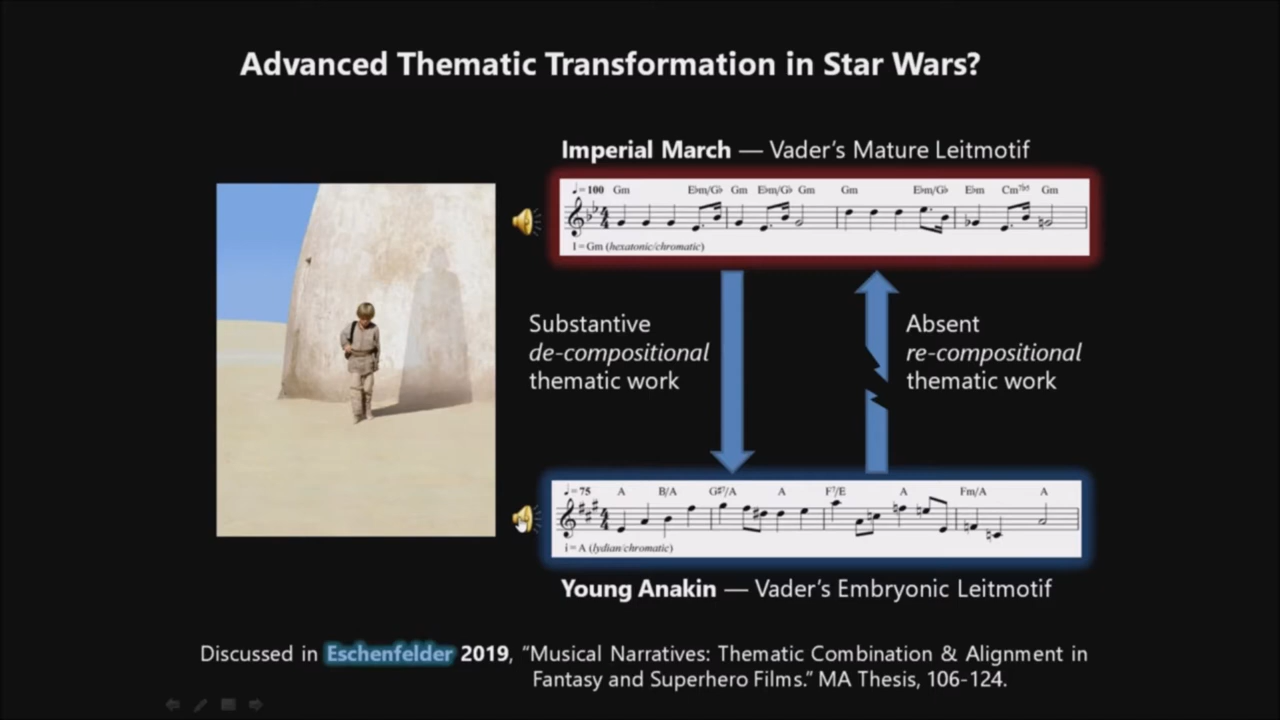 Advanced Thematic Transformation in Star Wars?
Imperial March — Vader's Mature Leitmotif
♩= 100 Gm E♭m/G♭ Gm E♭m/G♭ Gm Gm E♭m/G♭ E♭m Gm
I = Gm (hexatonic/chromatic)
Substantive
de-compositional
thematic work
Absent
re-compositional
thematic work
♩= 75 A B/A A F⁷/E A Fm/A A
i = A (lydian/chromatic)
Young Anakin — Vader's Embryonic Leitmotif
Discussed in Eschenfelder 2019, “Musical Narratives: Thematic Combination & Alignment in
Fantasy and Superhero Films.” MA Thesis, 106-124.